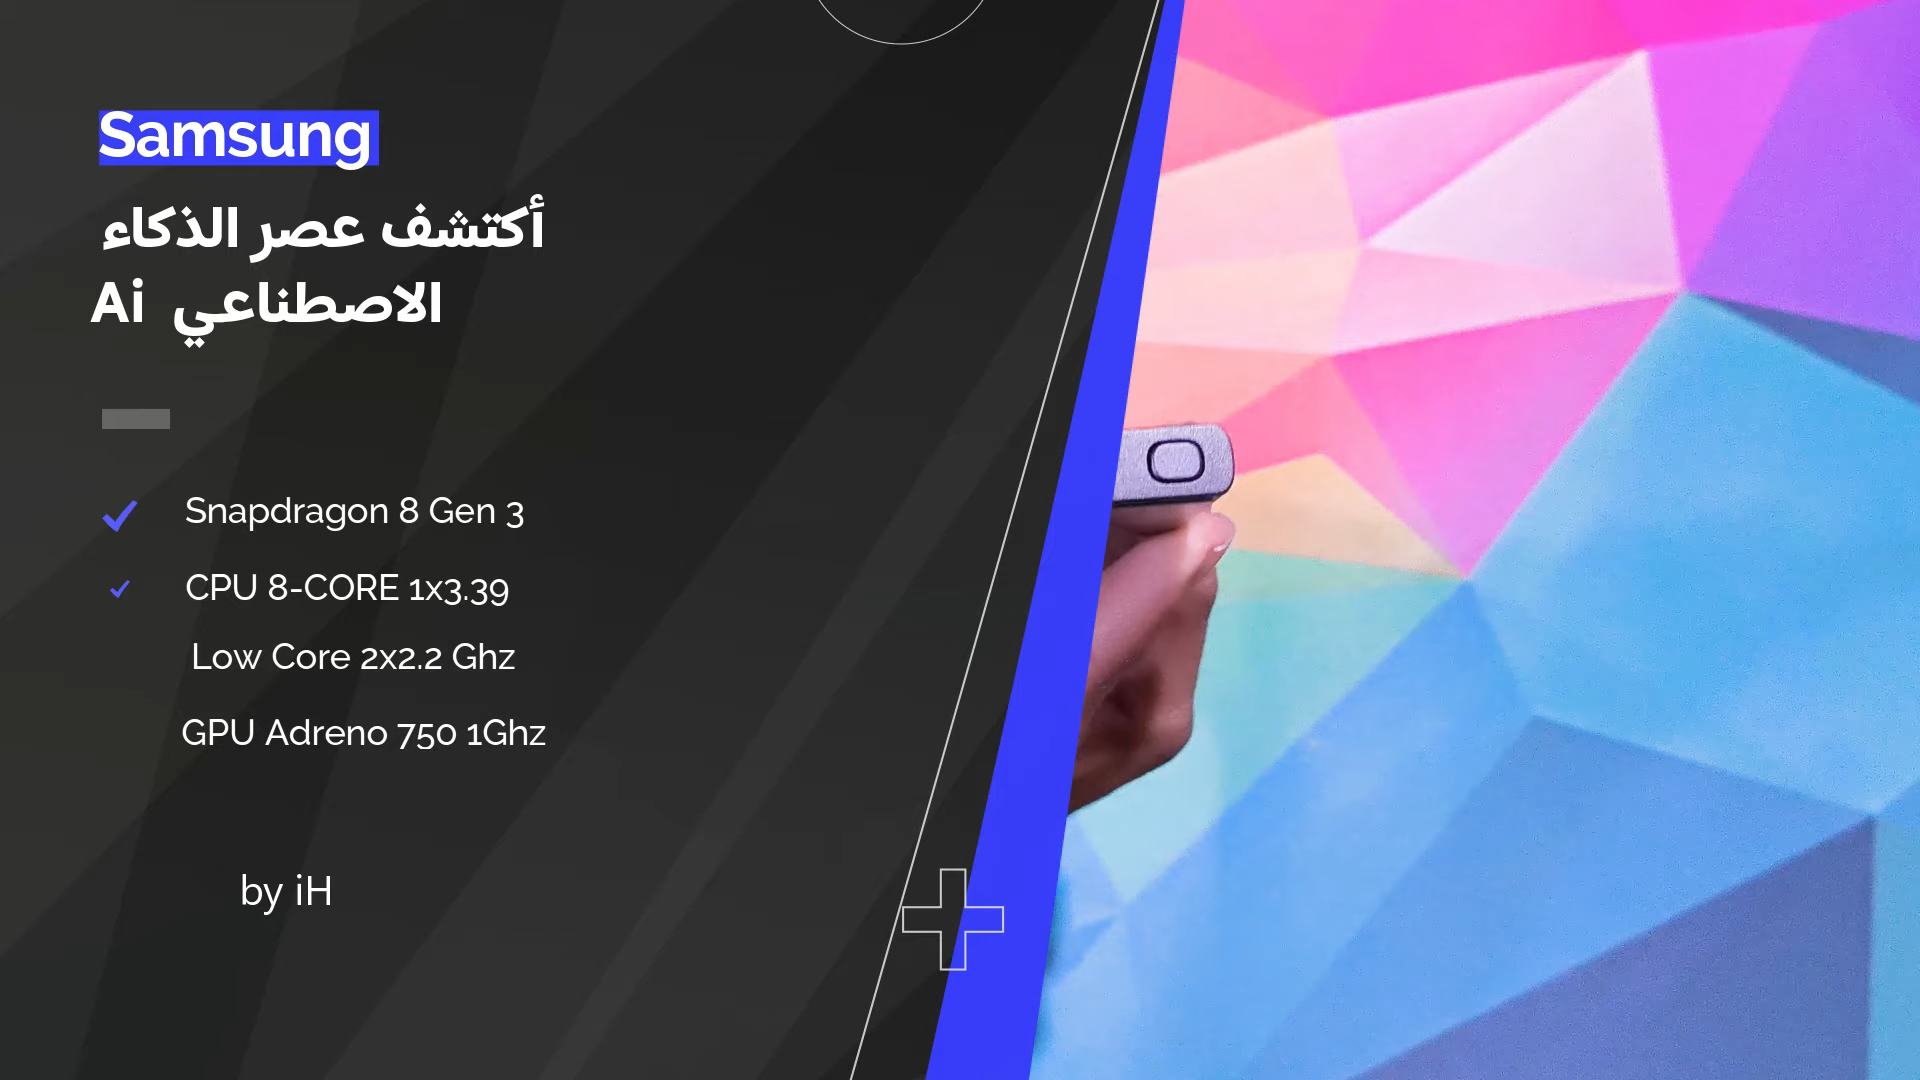 Samsung
أكتشف عصر الذكاء
الاصطناعي Ai
Snapdragon 8 Gen 3
CPU 8-CORE 1x3.39
Low Core 2x2.2 Ghz
GPU Adreno 750 1Ghz
by iH